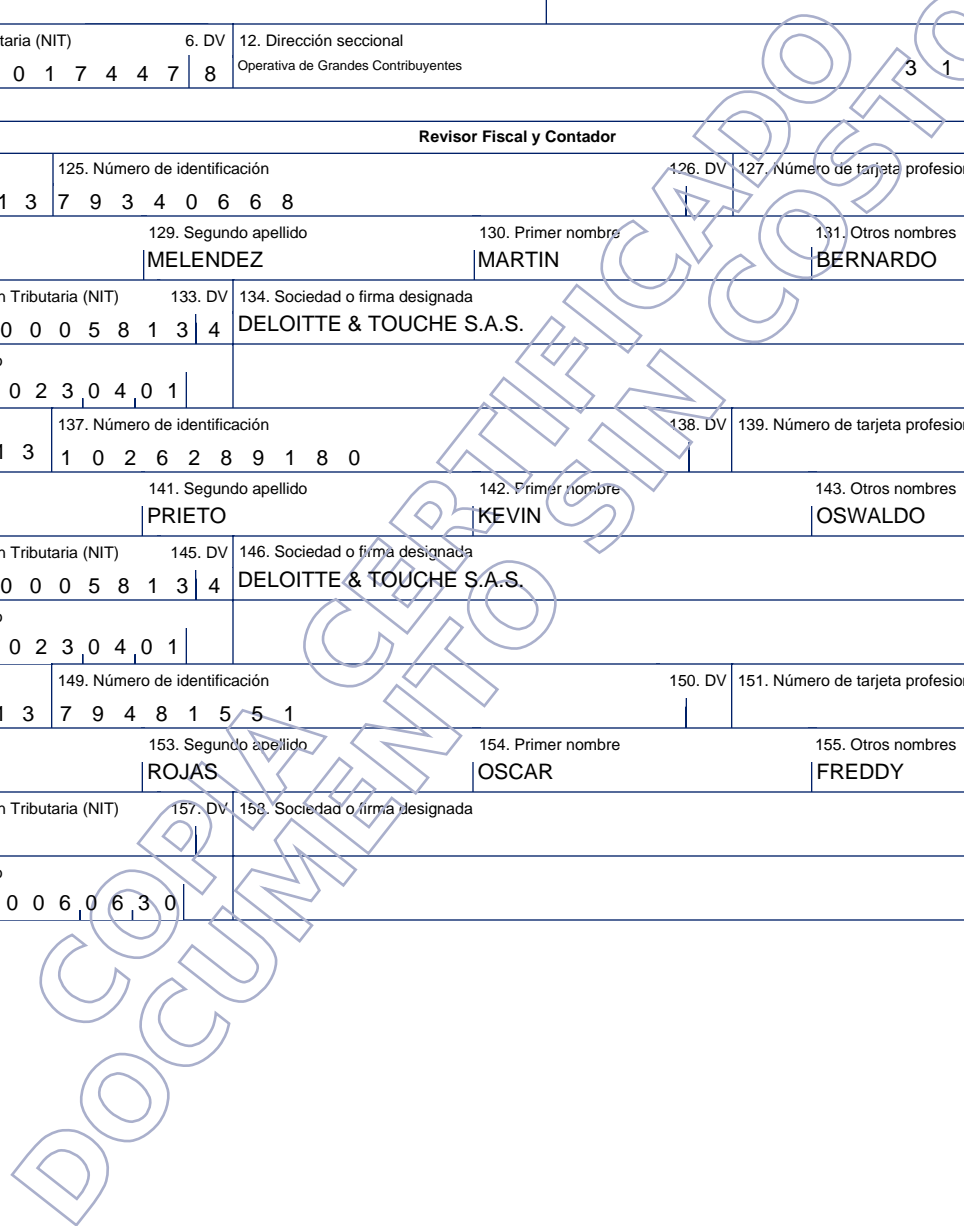 taria (NIT) 6. DV 12. Dirección seccional
0 1 7 4 4 7 8 Operativa de Grandes Contribuyentes 3 1
Revisor Fiscal y Contador
125. Número de identificación 126. DV 127. Número de tarjeta profesion
1 3 7 9 3 4 0 6 6 8
129. Segundo apellido 130. Primer nombre 131. Otros nombres
MELENDEZ MARTIN BERNARDO
n Tributaria (NIT) 133. DV 134. Sociedad o firma designada
0 0 0 5 8 1 3 4 DELOITTE & TOUCHE S.A.S.
o
0 2 3 0 4 0 1
137. Número de identificación 138. DV 139. Número de tarjeta profesion
1 3 1 0 2 6 2 8 9 1 8 0
141. Segundo apellido 142. Primer nombre 143. Otros nombres
PRIETO KEVIN OSWALDO
n Tributaria (NIT) 145. DV 146. Sociedad o firma designada
0 0 0 5 8 1 3 4 DELOITTE & TOUCHE S.A.S.
o
0 2 3 0 4 0 1
149. Número de identificación 150. DV 151. Número de tarjeta profesion
1 3 7 9 4 8 1 5 5 1
153. Segundo apellido 154. Primer nombre 155. Otros nombres
ROJAS OSCAR FREDDY
n Tributaria (NIT) 157. DV 158. Sociedad o firma designada
o
0 0 6 0 6 3 0
COPIA CERTIFICADO
DOCUMENTO SIN COSTO